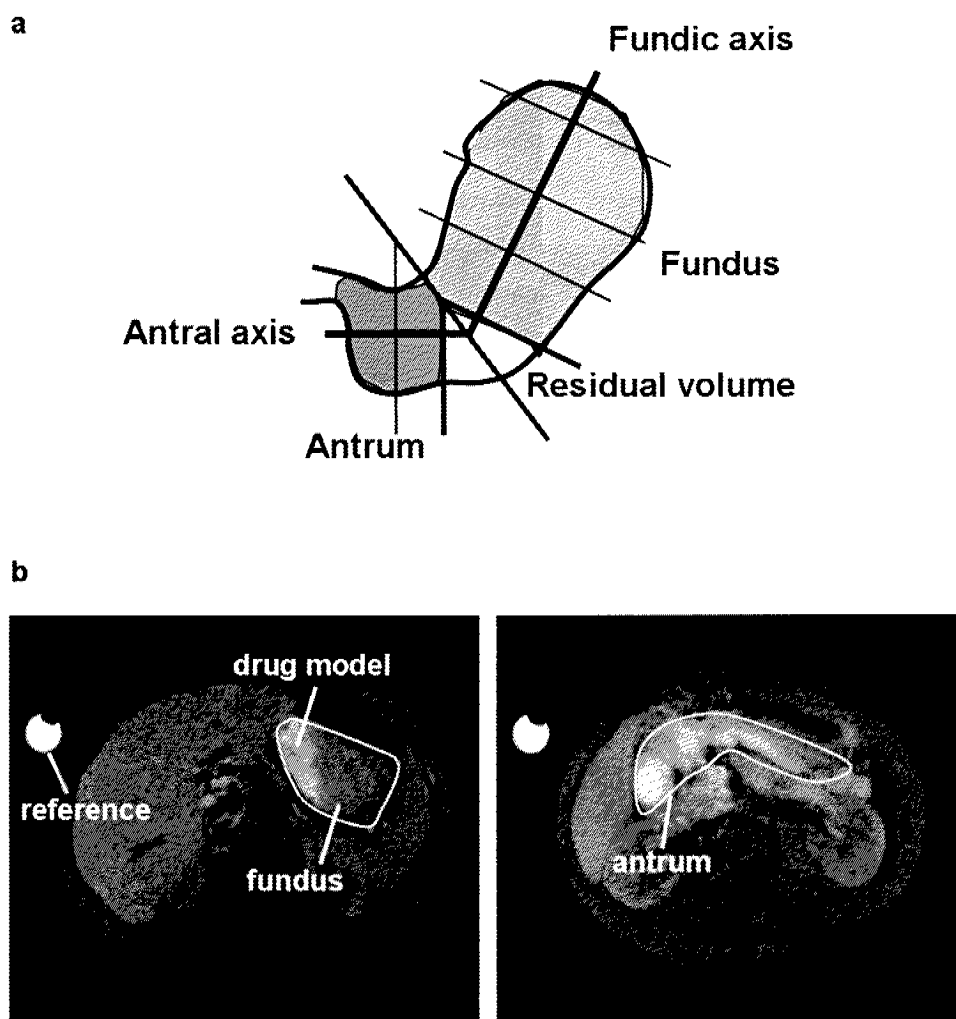 a
Fundic axis
Fundus
Antral axis
Residual volume
Antrum
b
drug model
reference
fundus
antrum